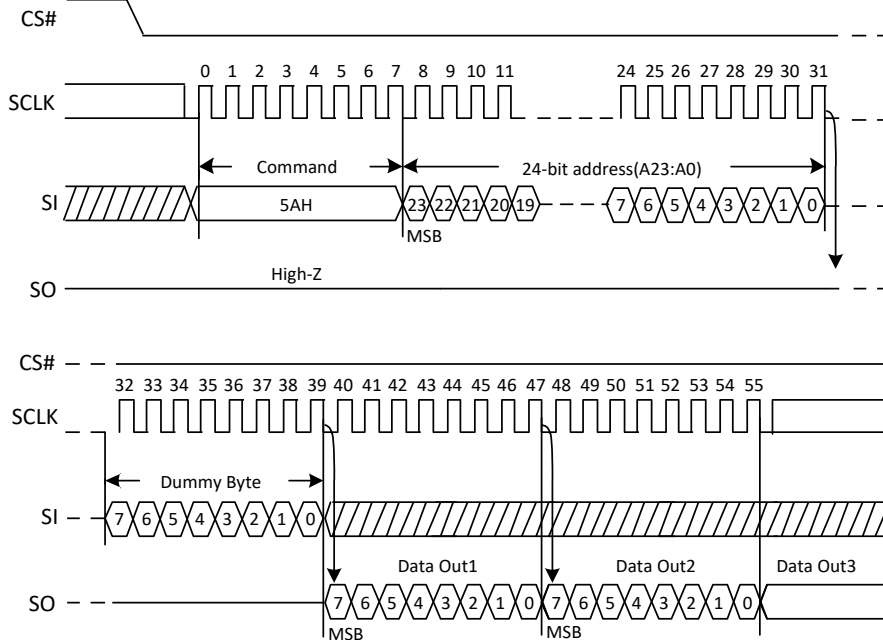 CS#
0 1 2 3 4 5 6 7 8 9 10 11 24 25 26 27 28 29 30 31
SCLK
Command 24-bit address(A23:A0)
SI 5AH 23 22 21 20 19 7 6 5 4 3 2 1 0
MSB
High-Z
SO
CS#
32 33 34 35 36 37 38 39 40 41 42 43 44 45 46 47 48 49 50 51 52 53 54 55
SCLK
Dummy Byte
SI 7 6 5 4 3 2 1 0
Data Out1 Data Out2 Data Out3
SO 7 6 5 4 3 2 1 0 7 6 5 4 3 2 1 0
MSB MSB